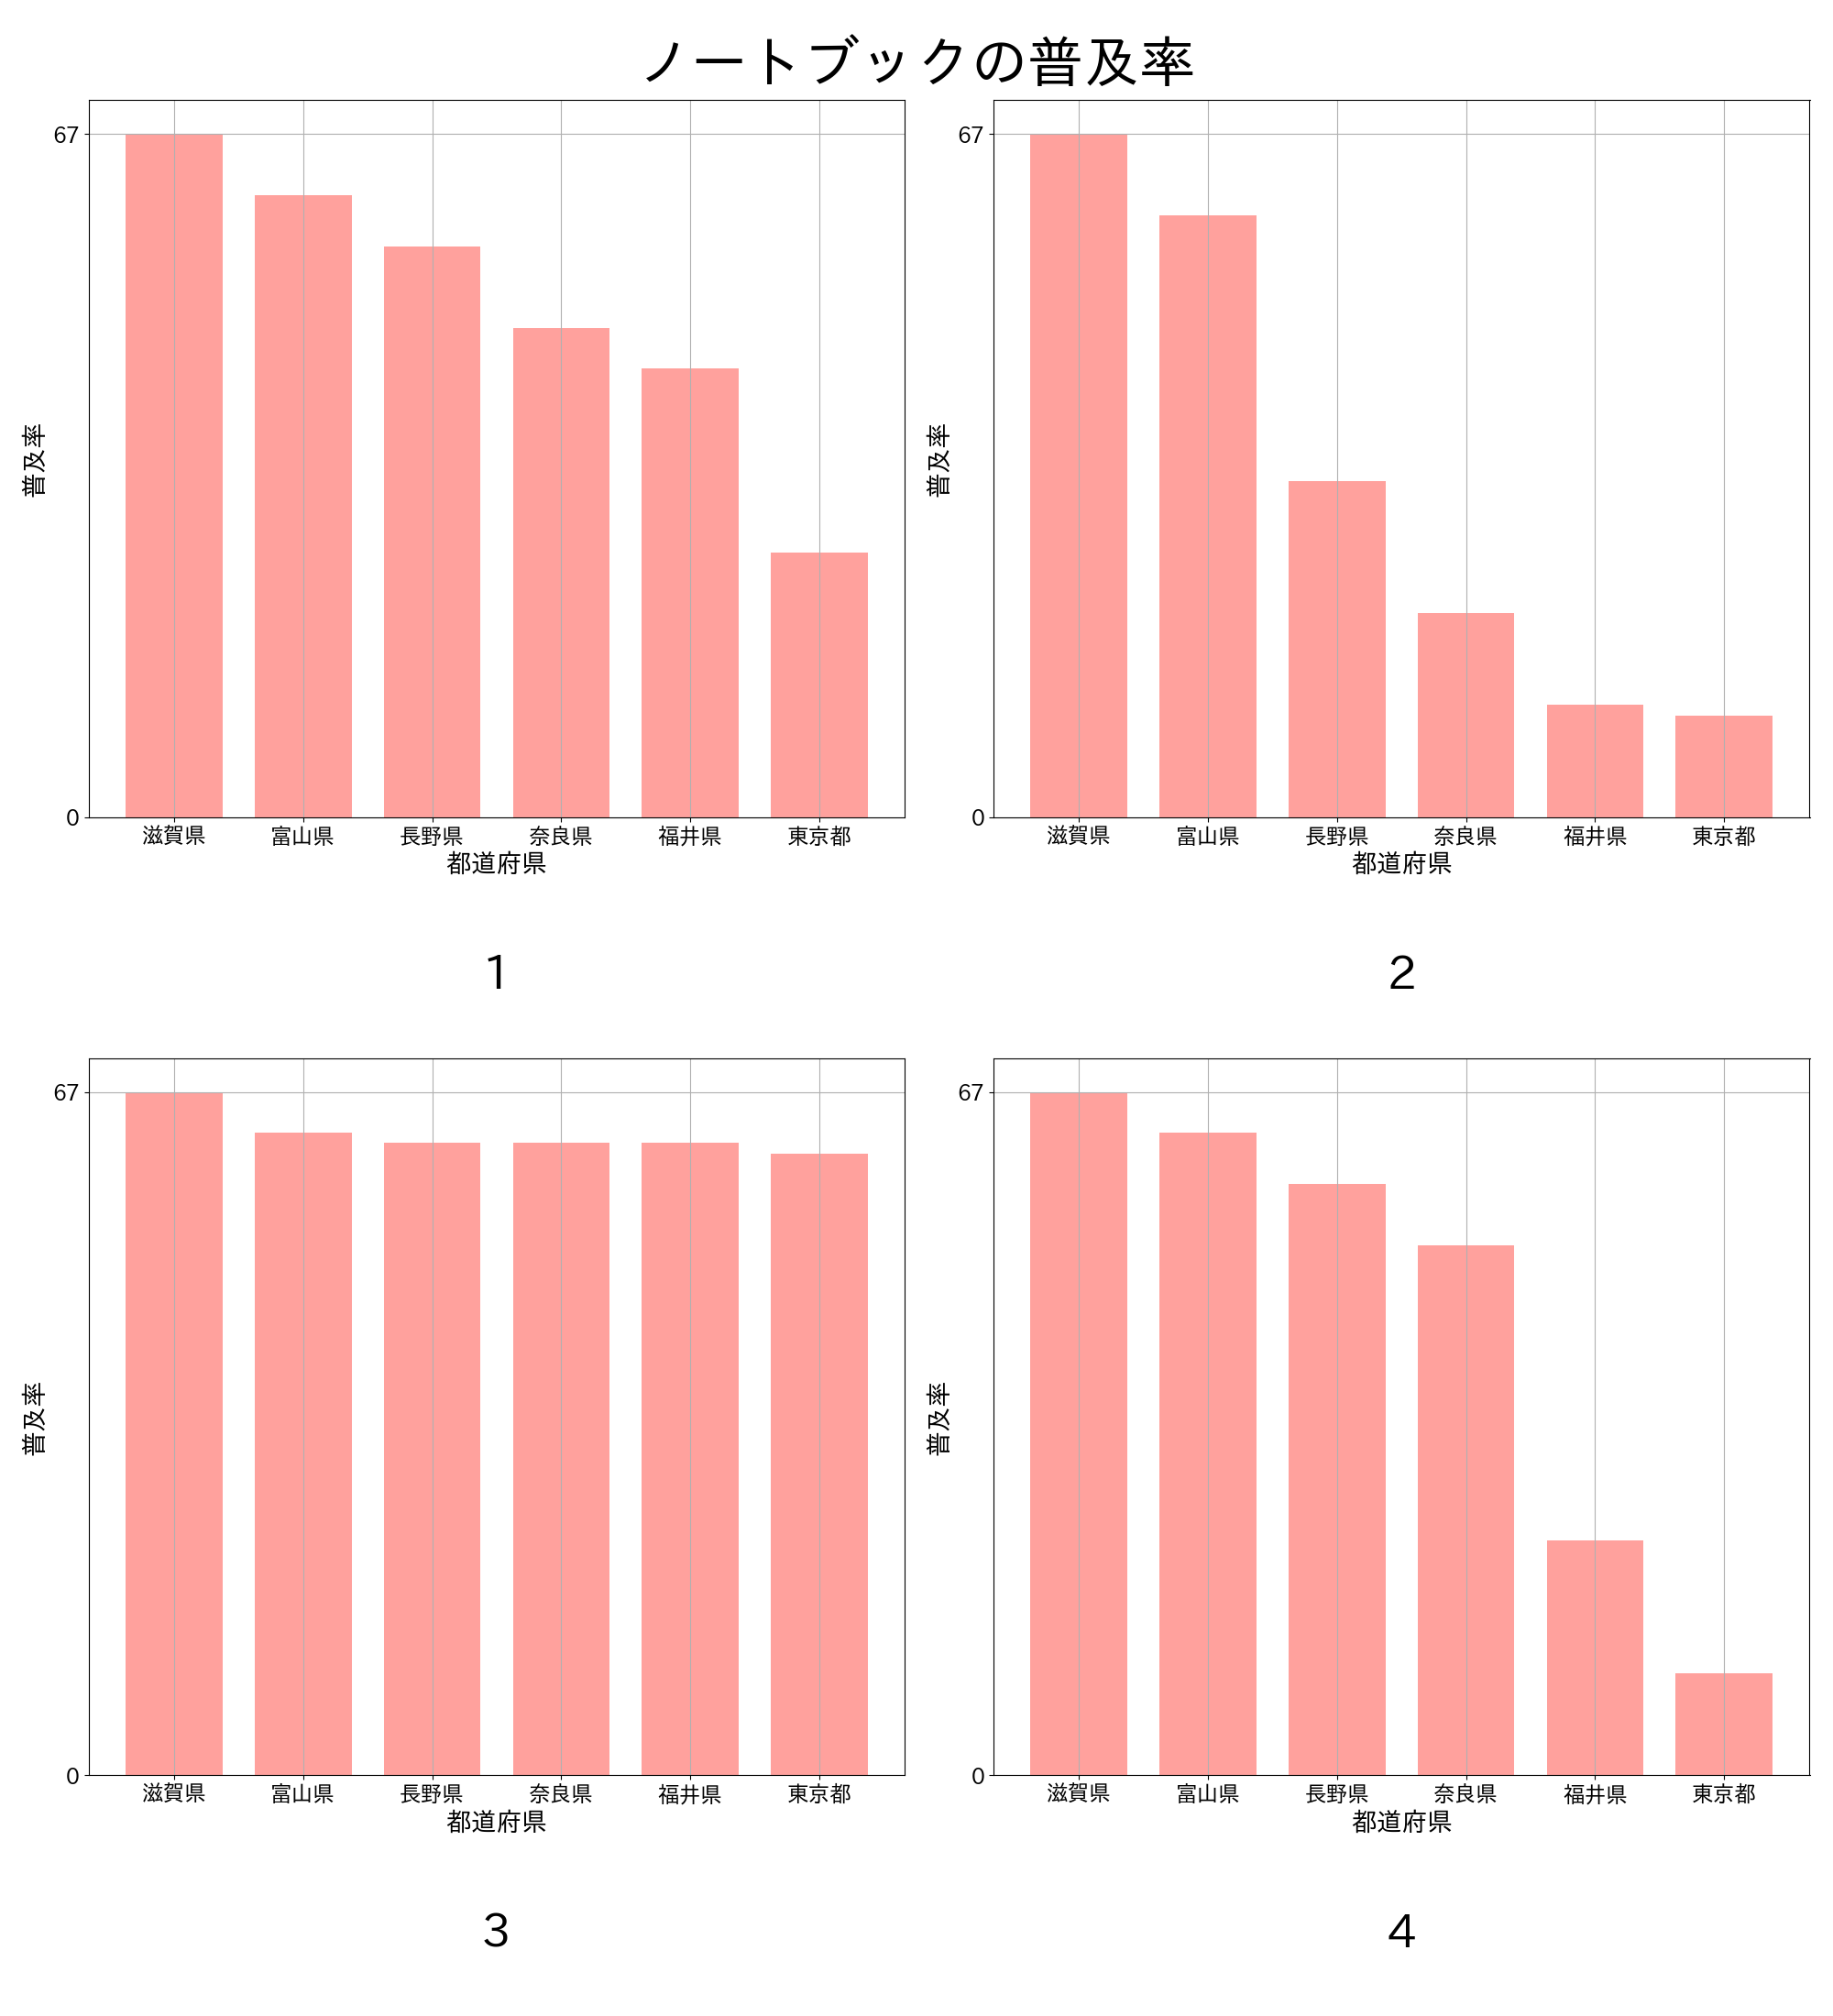 ノートブックの普及率
67
普及率
0
滋賀県 富山県 長野県 奈良県 福井県 東京都
都道府県
1
67
普及率
0
滋賀県 富山県 長野県 奈良県 福井県 東京都
都道府県
2
67
普及率
0
滋賀県 富山県 長野県 奈良県 福井県 東京都
都道府県
3
67
普及率
0
滋賀県 富山県 長野県 奈良県 福井県 東京都
都道府県
4